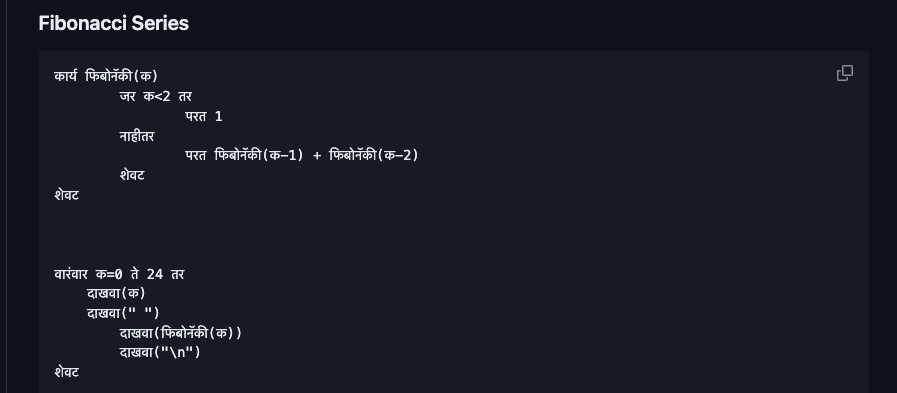 Fibonacci Series
कार्य फिबोनॅकी(क)
जर क<2 तर
परत 1
नाहीतर
परत फिबोनॅकी(क-1) + फिबोनॅकी(क-2)
शेवट
शेवट
वारंवार क=0 ते 24 तर
दाखवा(क)
दाखवा(" ")
दाखवा(फिबोनॅकी(क))
दाखवा("\n")
शेवट